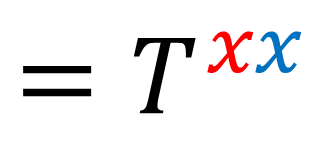 = T^{xx}